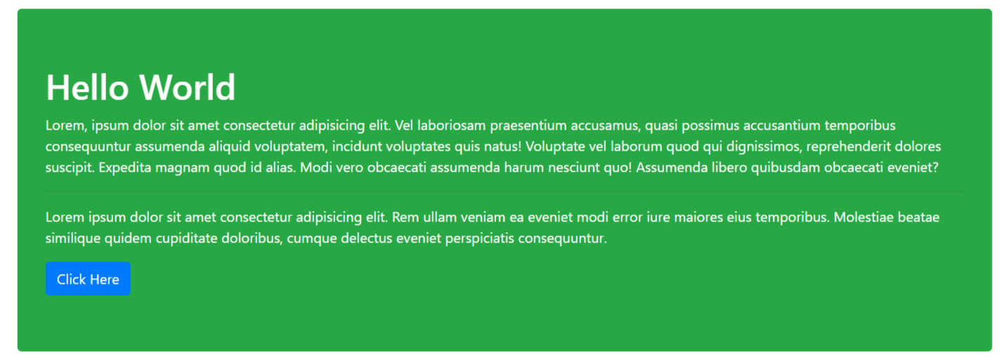 Hello World
Lorem, ipsum dolor sit amet consectetur adipisicing elit. Vel laboriosam praesentium accusamus, quasi possimus accusantium temporibus
consequuntur assumenda aliquid voluptatem, incidunt voluptates quis natus! Voluptate vel laborum quod qui dignissimos, reprehenderit dolores
suscipit. Expedita magnam quod id alias. Modi vero obcaecati assumenda harum nesciunt quo! Assumenda libero quibusdam obcaecati eveniet?
Lorem ipsum dolor sit amet consectetur adipisicing elit. Rem ullam veniam ea eveniet modi error iure maiores eius temporibus. Molestiae beatae
similique quidem cupiditate doloribus, cumque delectus eveniet perspiciatis consequuntur.
Click Here